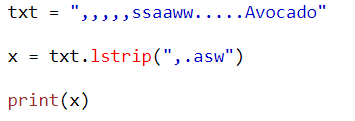 txt = ",,,,,ssaaww.....Avocado"
x = txt.lstrip(",.asw")
print(x)